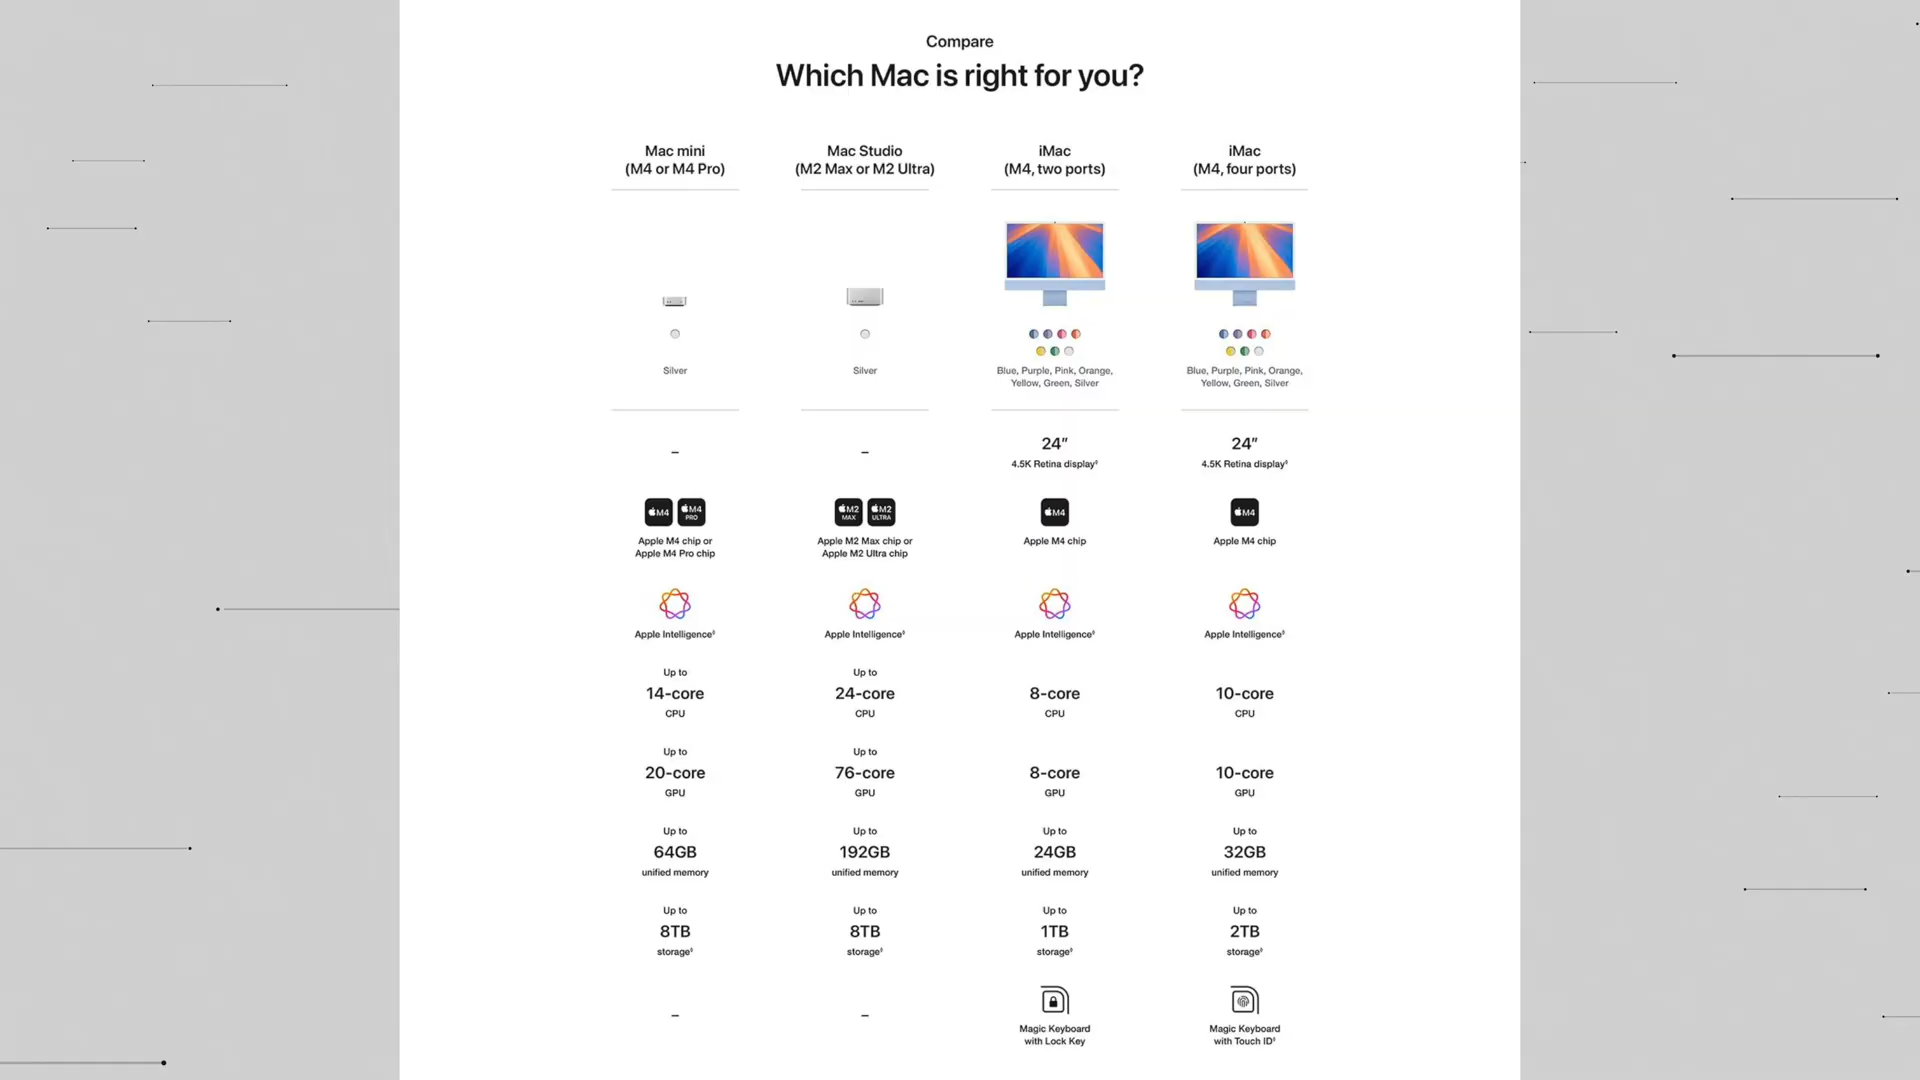 Compare
Which Mac is right for you?
Mac mini
(M4 or M4 Pro)
Mac Studio
(M2 Max or M2 Ultra)
iMac
(M4, two ports)
iMac
(M4, four ports)
Silver
Silver
Blue, Purple, Pink, Orange,
Yellow, Green, Silver
Blue, Purple, Pink, Orange,
Yellow, Green, Silver
–
–
24″
4.5K Retina display◊
24″
4.5K Retina display◊
M4
M4
PRO
M2
MAX
M2
ULTRA
M4
M4
Apple M4 chip or
Apple M4 Pro chip
Apple M2 Max chip or
Apple M2 Ultra chip
Apple M4 chip
Apple M4 chip
Apple Intelligence◊
Apple Intelligence◊
Apple Intelligence◊
Apple Intelligence◊
Up to
14-core
CPU
Up to
24-core
CPU
8-core
CPU
10-core
CPU
Up to
20-core
GPU
Up to
76-core
GPU
8-core
GPU
10-core
GPU
Up to
64GB
unified memory
Up to
192GB
unified memory
Up to
24GB
unified memory
Up to
32GB
unified memory
Up to
8TB
storage◊
Up to
8TB
storage◊
Up to
1TB
storage◊
Up to
2TB
storage◊
–
–
Magic Keyboard
with Lock Key
Magic Keyboard
with Touch ID◊